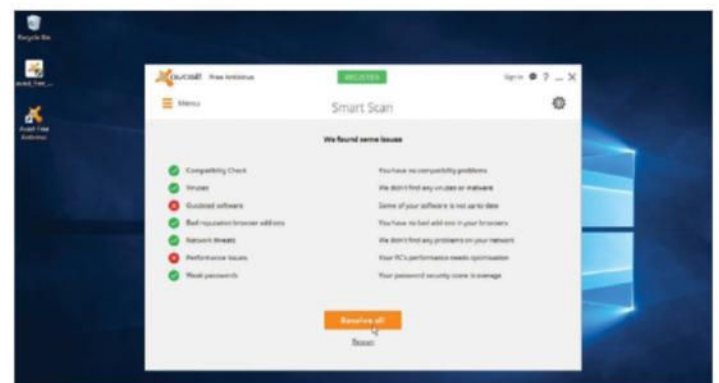 Recycle Bin
avast_free_...
Avast Free
Antivirus
avast! Free Antivirus
REGISTER
Sign in ? _ X
Menu
Smart Scan
We found some issues
Compatibility Check
You have no compatibility problems
Viruses
We didn't find any viruses or malware
Outdated software
Some of your software is not up to date
Bad reputation browser add-ons
You have no bad add-ons in your browsers
Network threats
We didn't find any problems on your network
Performance issues
Your PC's performance needs optimisation
Weak passwords
Your password security score is average
Resolve all